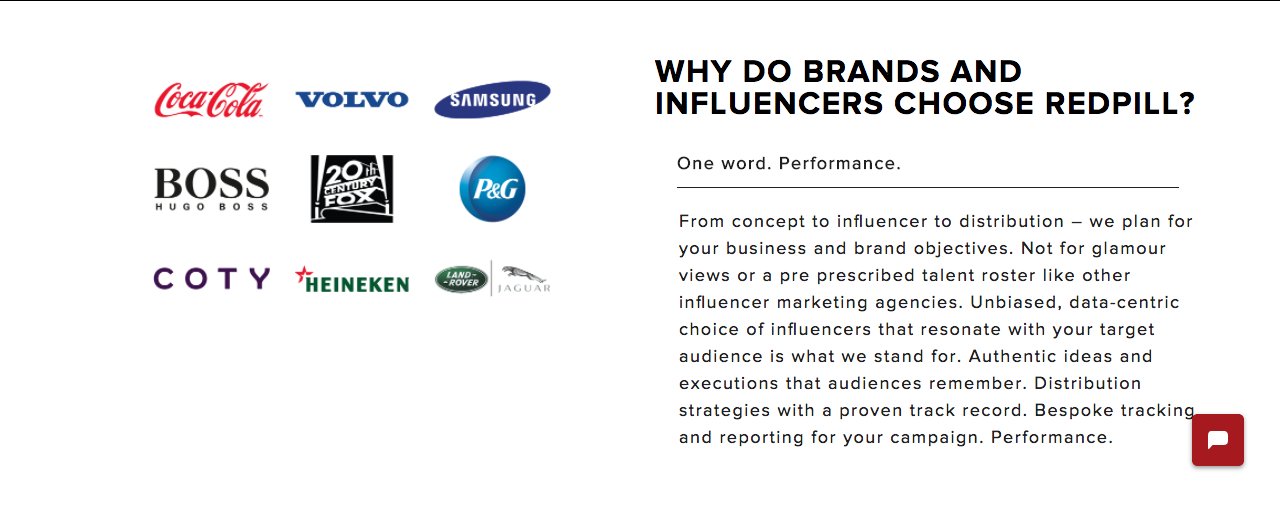 Coca-Cola VOLVO SAMSUNG
BOSS
HUGO BOSS
20th
CENTURY
FOX
P&G
COTY HEINEKEN
LAND-
-ROVER
JAGUAR
WHY DO BRANDS AND
INFLUENCERS CHOOSE REDPILL?
One word. Performance.
From concept to influencer to distribution – we plan for
your business and brand objectives. Not for glamour
views or a pre prescribed talent roster like other
influencer marketing agencies. Unbiased, data-centric
choice of influencers that resonate with your target
audience is what we stand for. Authentic ideas and
executions that audiences remember. Distribution
strategies with a proven track record. Bespoke tracking
and reporting for your campaign. Performance.